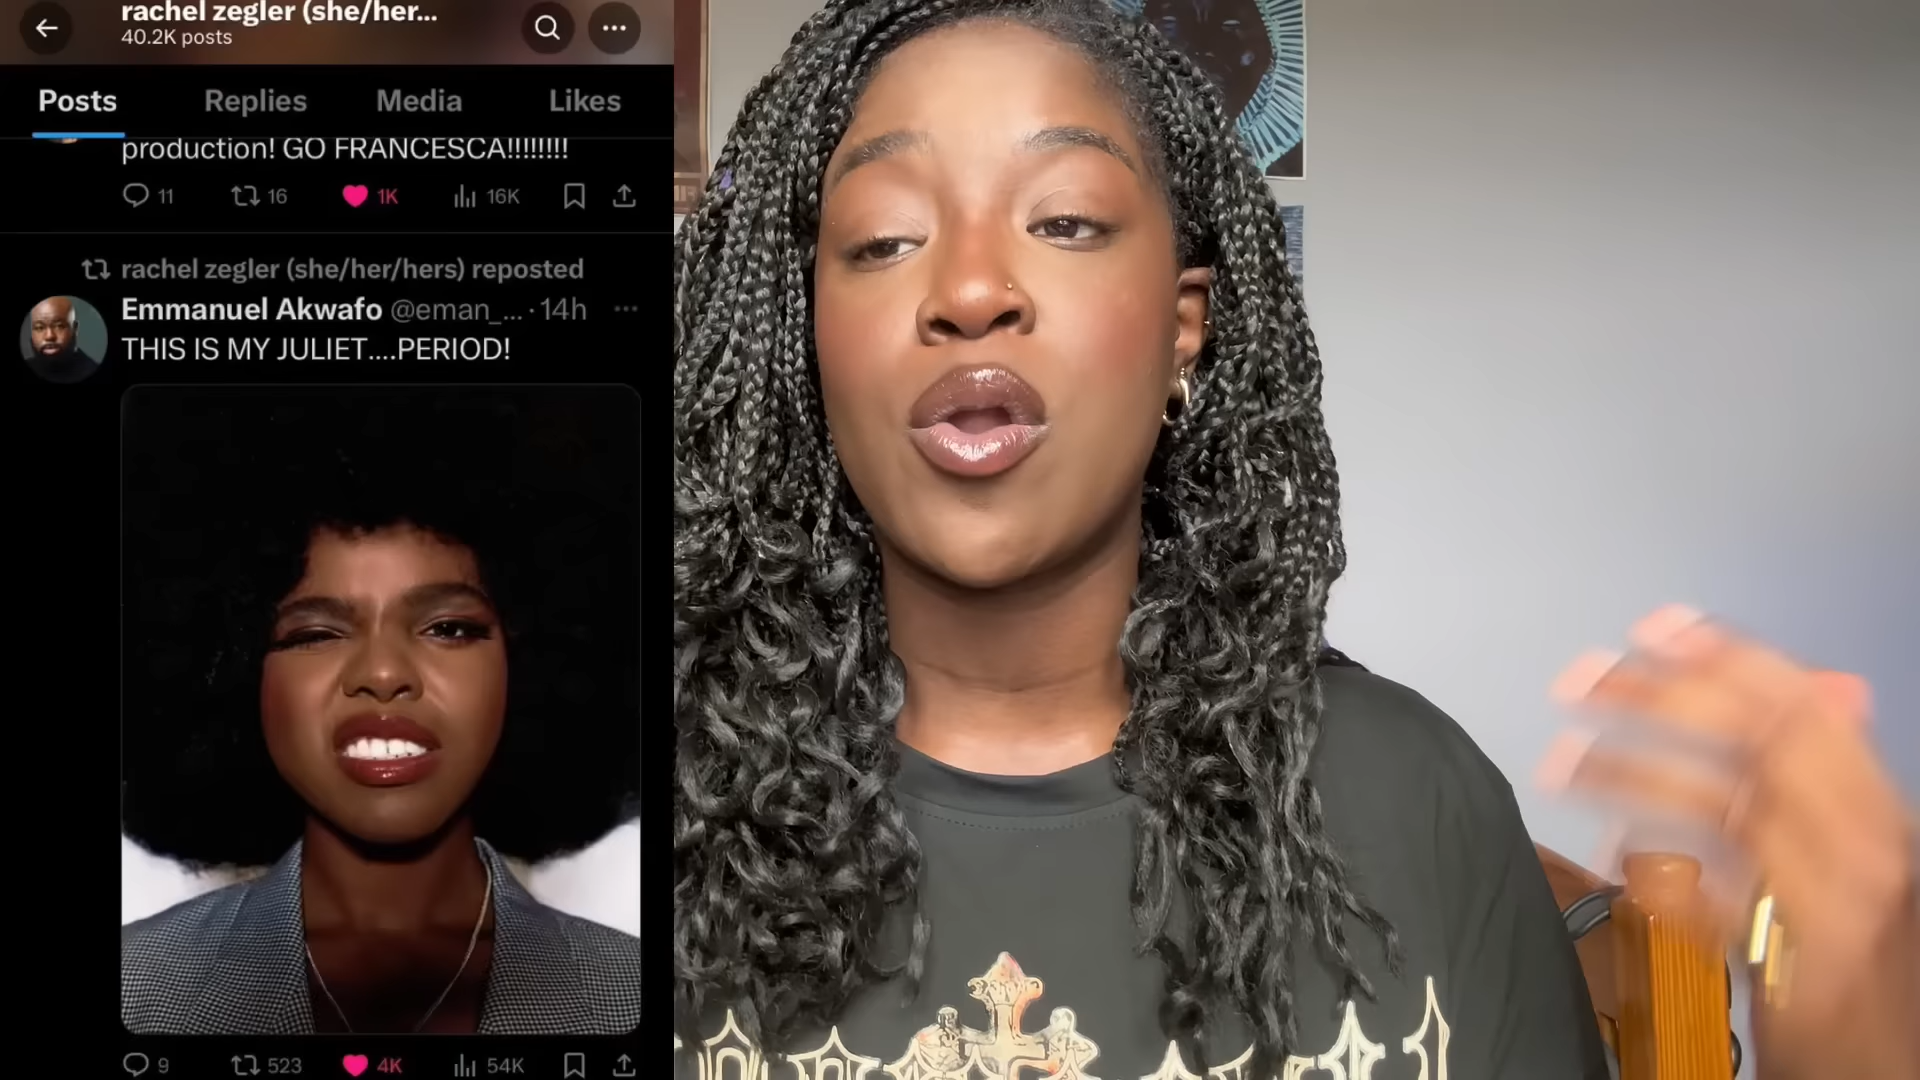 rachel zegler (she/her...
40.2K posts
Posts Replies Media Likes
production! GO FRANCESCA!!!!!!!!
11 16 1K 16K
rachel zegler (she/her/hers) reposted
Emmanuel Akwafo @eman_... · 14h
THIS IS MY JULIET....PERIOD!
9 523 4K 54K